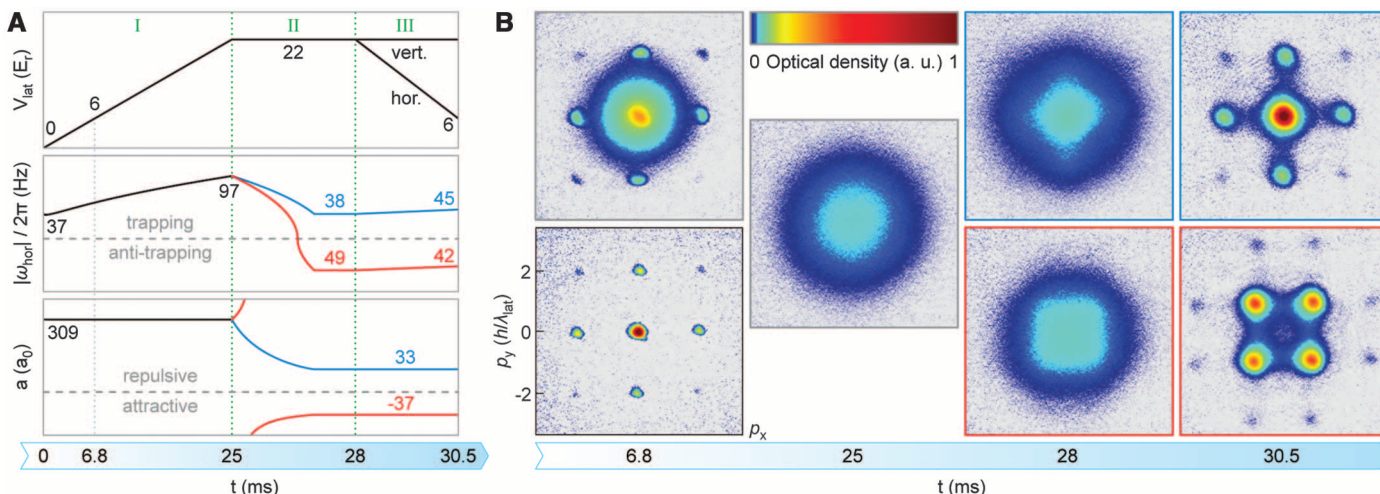 A
I
II
III
V_lat (E_r)
0
6
22
vert.
hor.
6
|ω_hor| / 2π (Hz)
37
97
38
45
trapping
anti-trapping
49
42
a (a_0)
309
33
repulsive
attractive
-37
0
6.8
25
28
30.5
t (ms)
B
0 Optical density (a. u.) 1
p_y (h/λ_lat)
2
0
-2
p_x
6.8
25
28
30.5
t (ms)